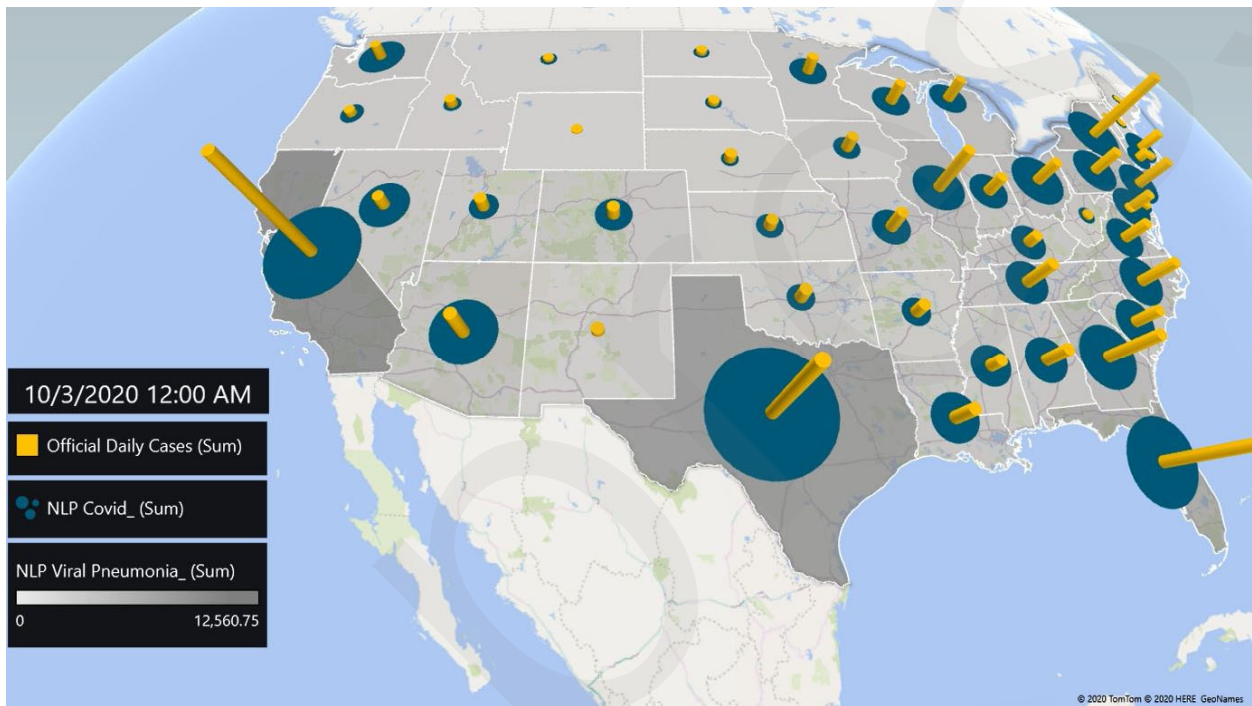 10/3/2020 12:00 AM
Official Daily Cases (Sum)
NLP Covid_ (Sum)
NLP Viral Pneumonia_ (Sum)
0 12,560.75
© 2020 TomTom © 2020 HERE GeoNames